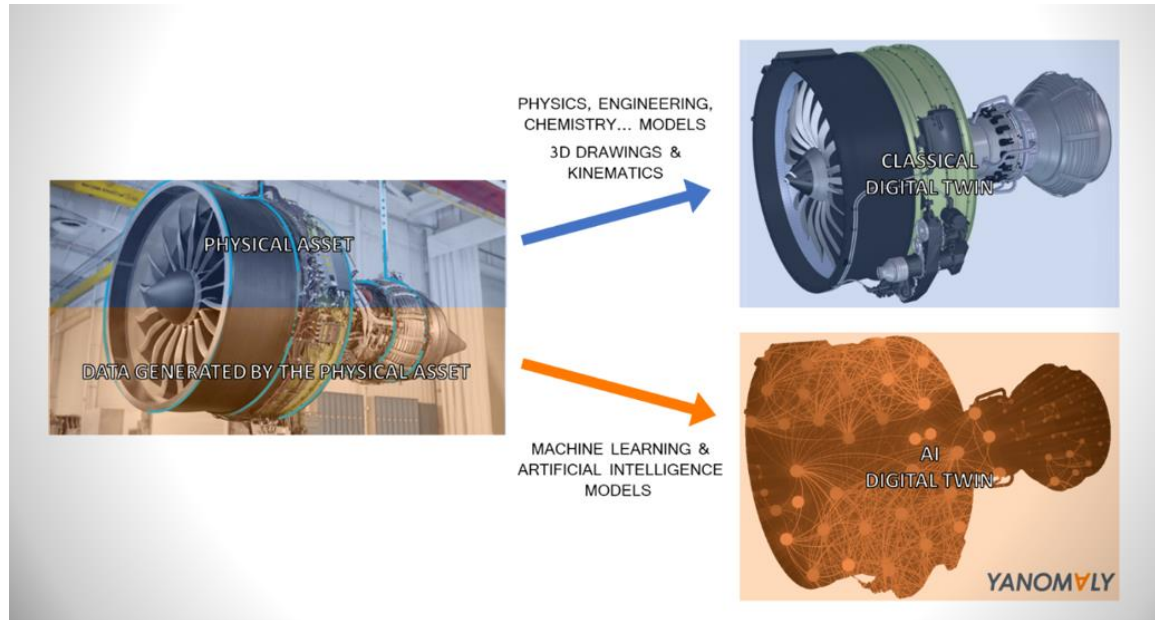 PHYSICAL ASSET
DATA GENERATED BY THE PHYSICAL ASSET
PHYSICS, ENGINEERING,
CHEMISTRY... MODELS
3D DRAWINGS &
KINEMATICS
CLASSICAL
DIGITAL TWIN
MACHINE LEARNING &
ARTIFICIAL INTELLIGENCE
MODELS
AI
DIGITAL TWIN
YANOMALY